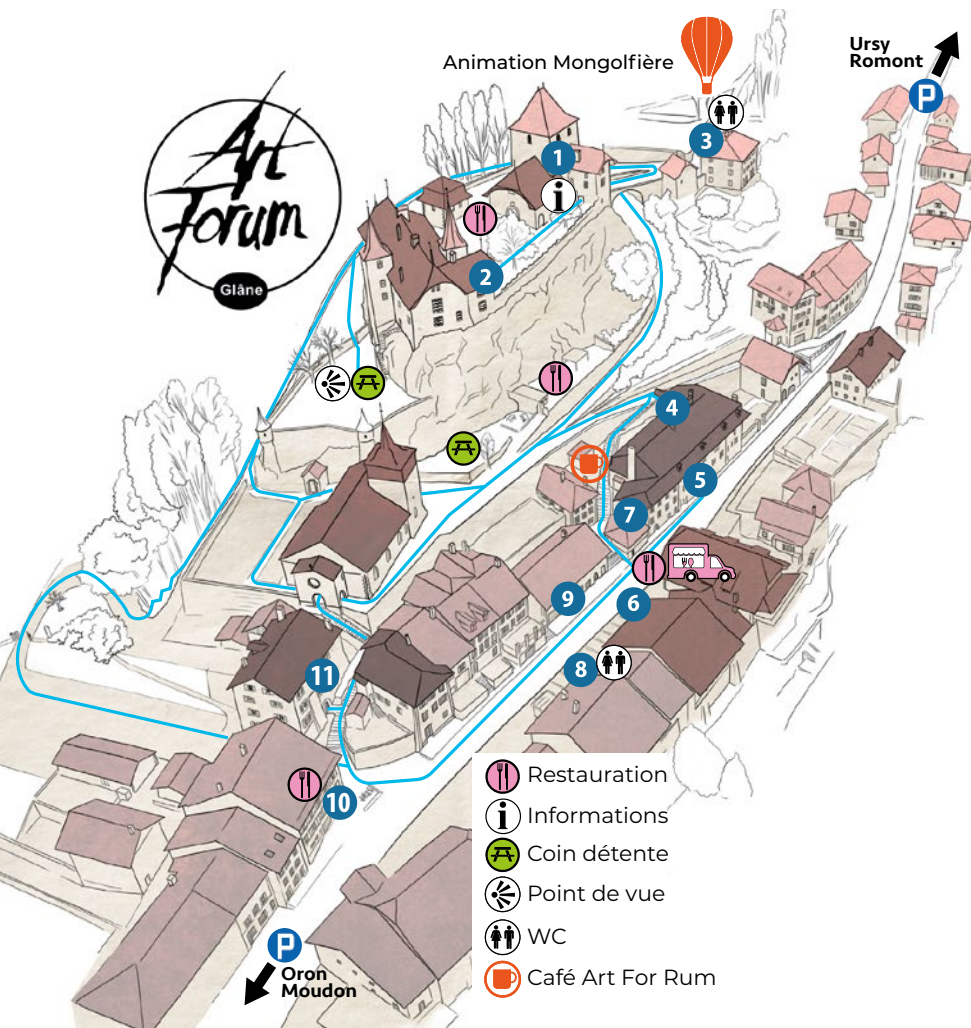 Animation Mongolfière
Ursy
Romont
P
Art
Forum
Glâne
1
2
3
4
5
6
7
8
9
10
11
i
P
Oron
Moudon
Restauration
i
Informations
Coin détente
Point de vue
WC
Café Art For Rum